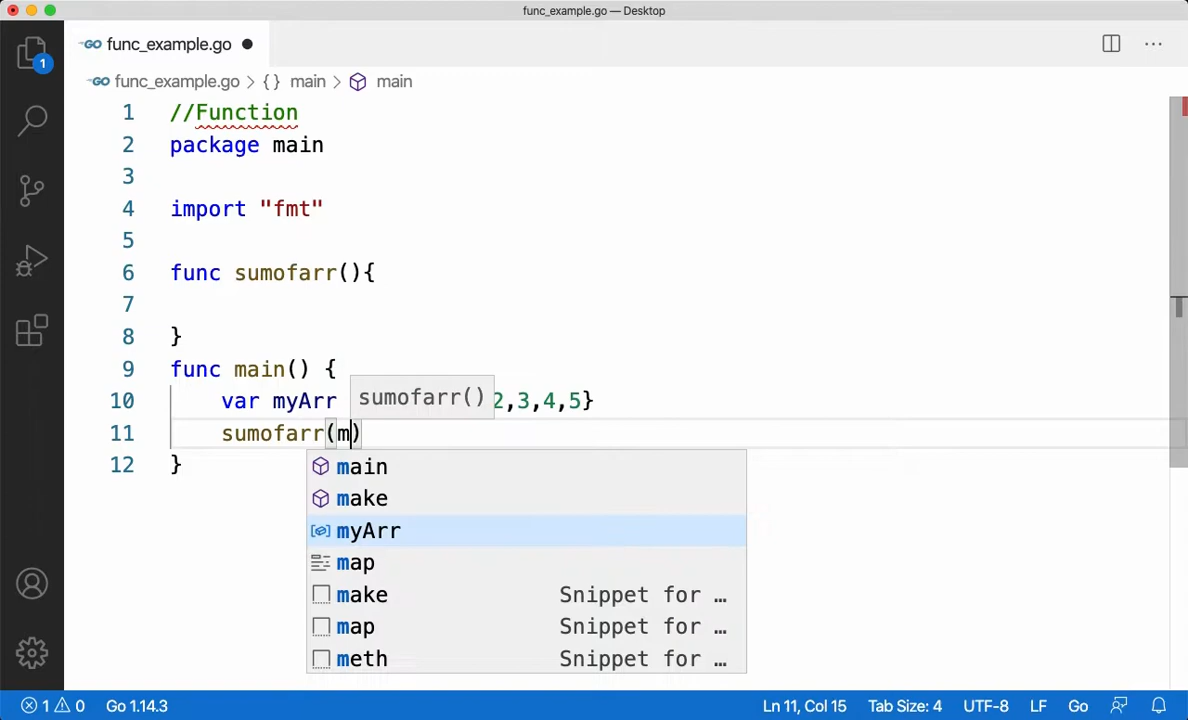 func_example.go — Desktop
GO func_example.go ●
GO func_example.go > { } main > main
1 //Function
2 package main
3
4 import "fmt"
5
6 func sumofarr(){
7
8 }
9 func main() {
10 var myArr 2,3,4,5}
sumofarr()
11 sumofarr(m)
12 }
main
make
myArr
map
make Snippet for …
map Snippet for …
meth Snippet for …
1
1 0 Go 1.14.3 Ln 11, Col 15 Tab Size: 4 UTF-8 LF Go